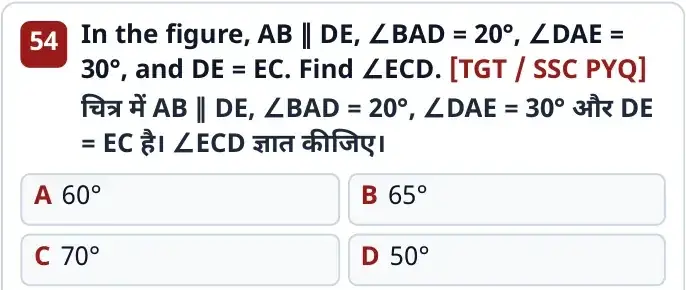 54 In the figure, AB ∥ DE, ∠BAD = 20°, ∠DAE =
30°, and DE = EC. Find ∠ECD. [TGT / SSC PYQ]
चित्र में AB ∥ DE, ∠BAD = 20°, ∠DAE = 30° और DE
= EC है। ∠ECD ज्ञात कीजिए।
A 60°
B 65°
C 70°
D 50°